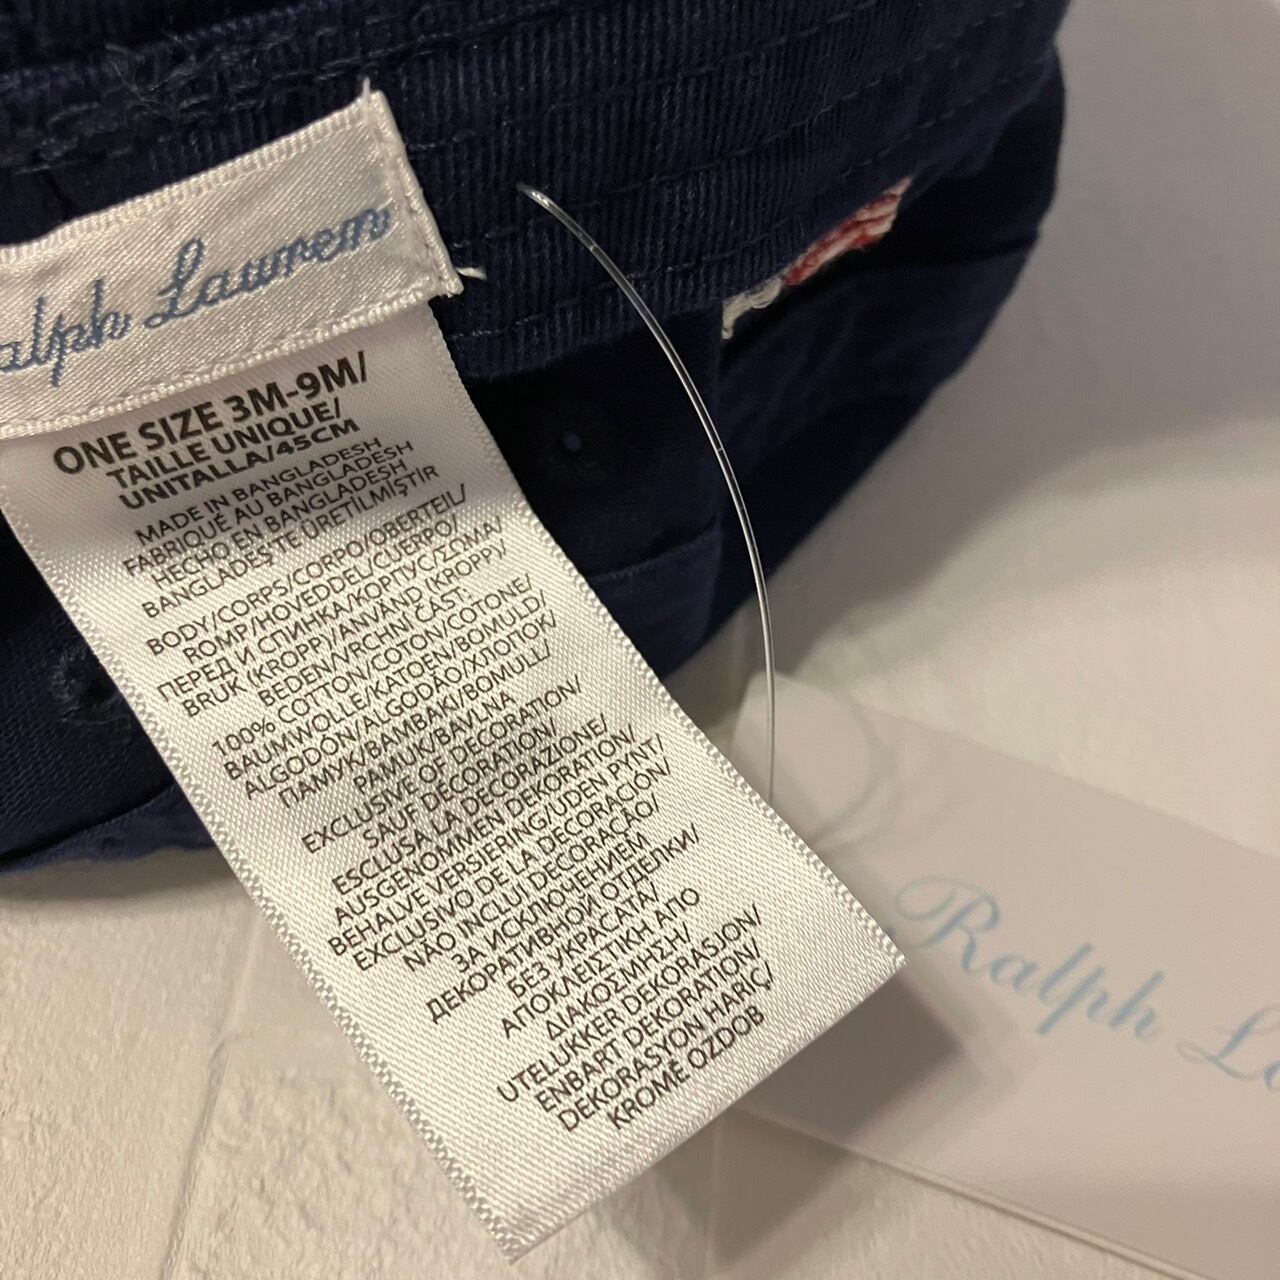 alph Lauren
ONE SIZE 3M-9M/
TAILLE UNIQUE/
UNITALLA/45CM
MADE IN BANGLADESH
FABRIQUÉ AU BANGLADESH
HECHO EN BANGLADESH
BANGLADEŞ TE ÜRETİLMİŞTİR
BODY/CORPS/CORPO/OBERTEIL/
ROMP/HOVEDDEL/CUERPO/
ПЕРЕД И СПИНКА/КОРПУС/ΣΩΜΑ/
BRUK (KROPP)/ANVÄND (KROPP)/
BEDEN/VRCHNÍ ČAST:
100% COTTON/COTON/COTONE/
BAUMWOLLE/KATOEN/BOMULD/
ALGODÓN/ALGODÃO/ХЛОПОК/
ПАМУК/ΒΑΜΒΑΚΙ/BOMULL/
PAMUK/BAVLNA
EXCLUSIVE OF DECORATION/
SAUF DÉCORATION/
ESCLUSA LA DECORAZIONE/
AUSGENOMMEN DEKORATION/
BEHALVE VERSIERING/UDEN PYNT/
EXCLUSIVO DE LA DECORACIÓN/
NÃO INCLUI DECORAÇÃO/
ЗА ИСКЛЮЧЕНИЕМ
ДЕКОРАТИВНОЙ ОТДЕЛКИ/
БЕЗ УКРАСАТА/
ΑΠΟΚΛΕΙΣΤΙΚΗ ΑΠΟ
ΔΙΑΚΟΣΜΗΣΗ/
UTELUKKER DEKORASJON/
ENBART DEKORATION/
DEKORASYON HARIÇ/
KROMĚ OZDOB
Ralph La